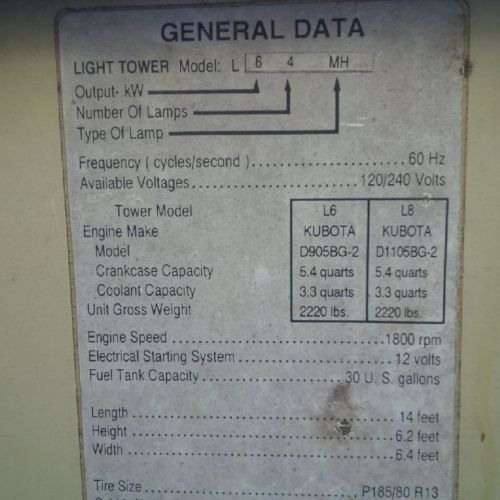 GENERAL DATA
LIGHT TOWER Model: L 6 4 MH
Output- kW
Number Of Lamps
Type Of Lamp
Frequency ( cycles/second ).......................60 Hz
Available Voltages.........................120/240 Volts
Tower Model L6 L8
Engine Make KUBOTA KUBOTA
Model D905BG-2 D1105BG-2
Crankcase Capacity 5.4 quarts 5.4 quarts
Coolant Capacity 3.3 quarts 3.3 quarts
Unit Gross Weight 2220 lbs. 2220 lbs.
Engine Speed ..............................1800 rpm
Electrical Starting System .....................12 volts
Fuel Tank Capacity ....................30 U. S. gallons
Length ......................................14 feet
Height ......................................6.2 feet
Width .......................................6.4 feet
Tire Size ..............................P185/80 R13